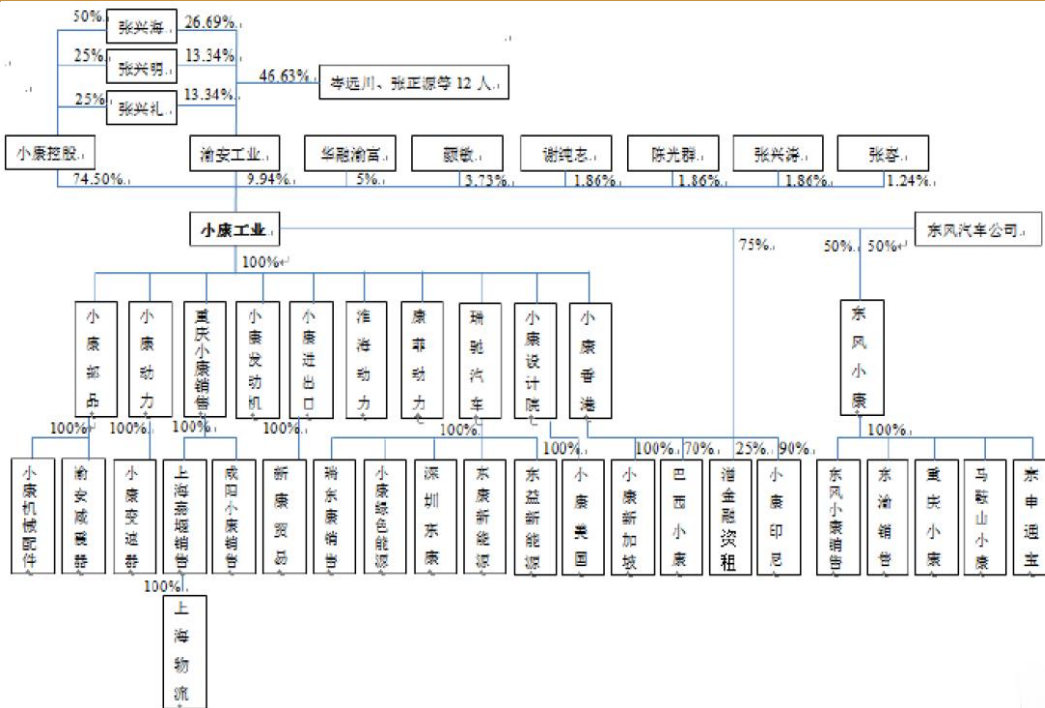 50%
张兴海
26.69%
25%
张兴明
13.34%
46.63%
岑远川、张正源等 12 人
25%
张兴礼
13.34%
小康控股
渝安工业
华融渝富
颜敏
谢纯志
陈光群
张兴涛
张容
74.50%
9.94%
5%
3.73%
1.86%
1.86%
1.86%
1.24%
小康工业
东风汽车公司
75%
50%
50%
100%
小康部品
小康动力
重庆小康销售
小康发动机
小康进出口
淮海动力
康菲动力
瑞驰汽车
小康设计院
小康香港
东风小康
100%
100%
100%
100%
100%
100%
100%
70%
25%
90%
100%
小康机械配件
渝安减震器
小康变速器
上海嘉堰销售
咸阳小康销售
新康贸易
瑞东康销售
小康绿色能源
深圳东康
东康新能源
东益新能源
小康美国
小康新加坡
巴西小康
潽金融资租
小康印尼
东风小康销售
东渝销售
重庆小康
马鞍山小康
东申通宝
100%
上海物流